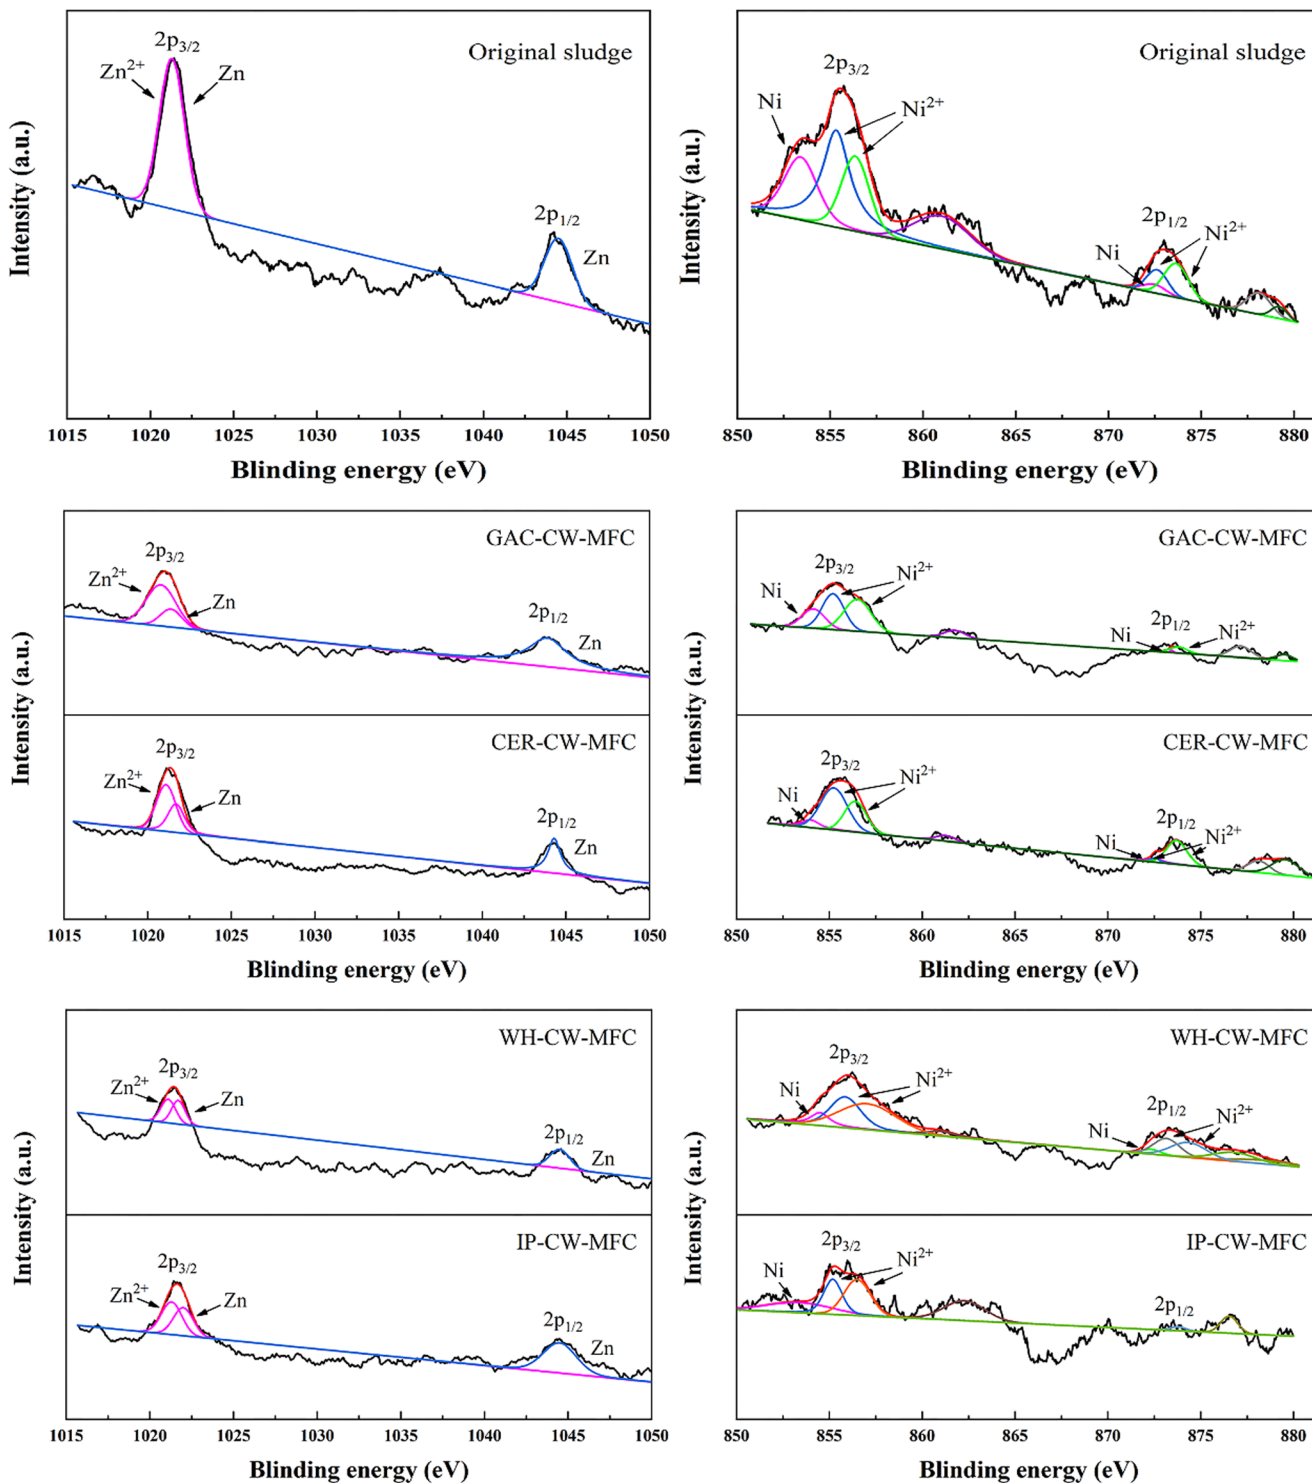 Original sludge
2p3/2
Zn2+
Zn
2p1/2
Zn
Intensity (a.u.)
1015 1020 1025 1030 1035 1040 1045 1050
Blinding energy (eV)
Original sludge
2p3/2
Ni
Ni2+
2p1/2
Ni
Ni2+
Intensity (a.u.)
850 855 860 865 870 875 880
Blinding energy (eV)
GAC-CW-MFC
2p3/2
Zn2+
Zn
2p1/2
Zn
Intensity (a.u.)
CER-CW-MFC
2p3/2
Zn2+
Zn
2p1/2
Zn
Intensity (a.u.)
1015 1020 1025 1030 1035 1040 1045 1050
Blinding energy (eV)
GAC-CW-MFC
2p3/2
Ni2+
Ni
2p1/2
Ni
Ni2+
Intensity (a.u.)
CER-CW-MFC
2p3/2
Ni2+
Ni
2p1/2
Ni
Ni2+
Intensity (a.u.)
850 855 860 865 870 875 880
Blinding energy (eV)
WH-CW-MFC
2p3/2
Zn2+
Zn
2p1/2
Zn
Intensity (a.u.)
IP-CW-MFC
2p3/2
Zn2+
Zn
2p1/2
Zn
Intensity (a.u.)
1015 1020 1025 1030 1035 1040 1045 1050
Blinding energy (eV)
WH-CW-MFC
2p3/2
Ni2+
Ni
2p1/2
Ni
Ni2+
Intensity (a.u.)
IP-CW-MFC
2p3/2
Ni2+
Ni
2p1/2
Intensity (a.u.)
850 855 860 865 870 875 880
Blinding energy (eV)